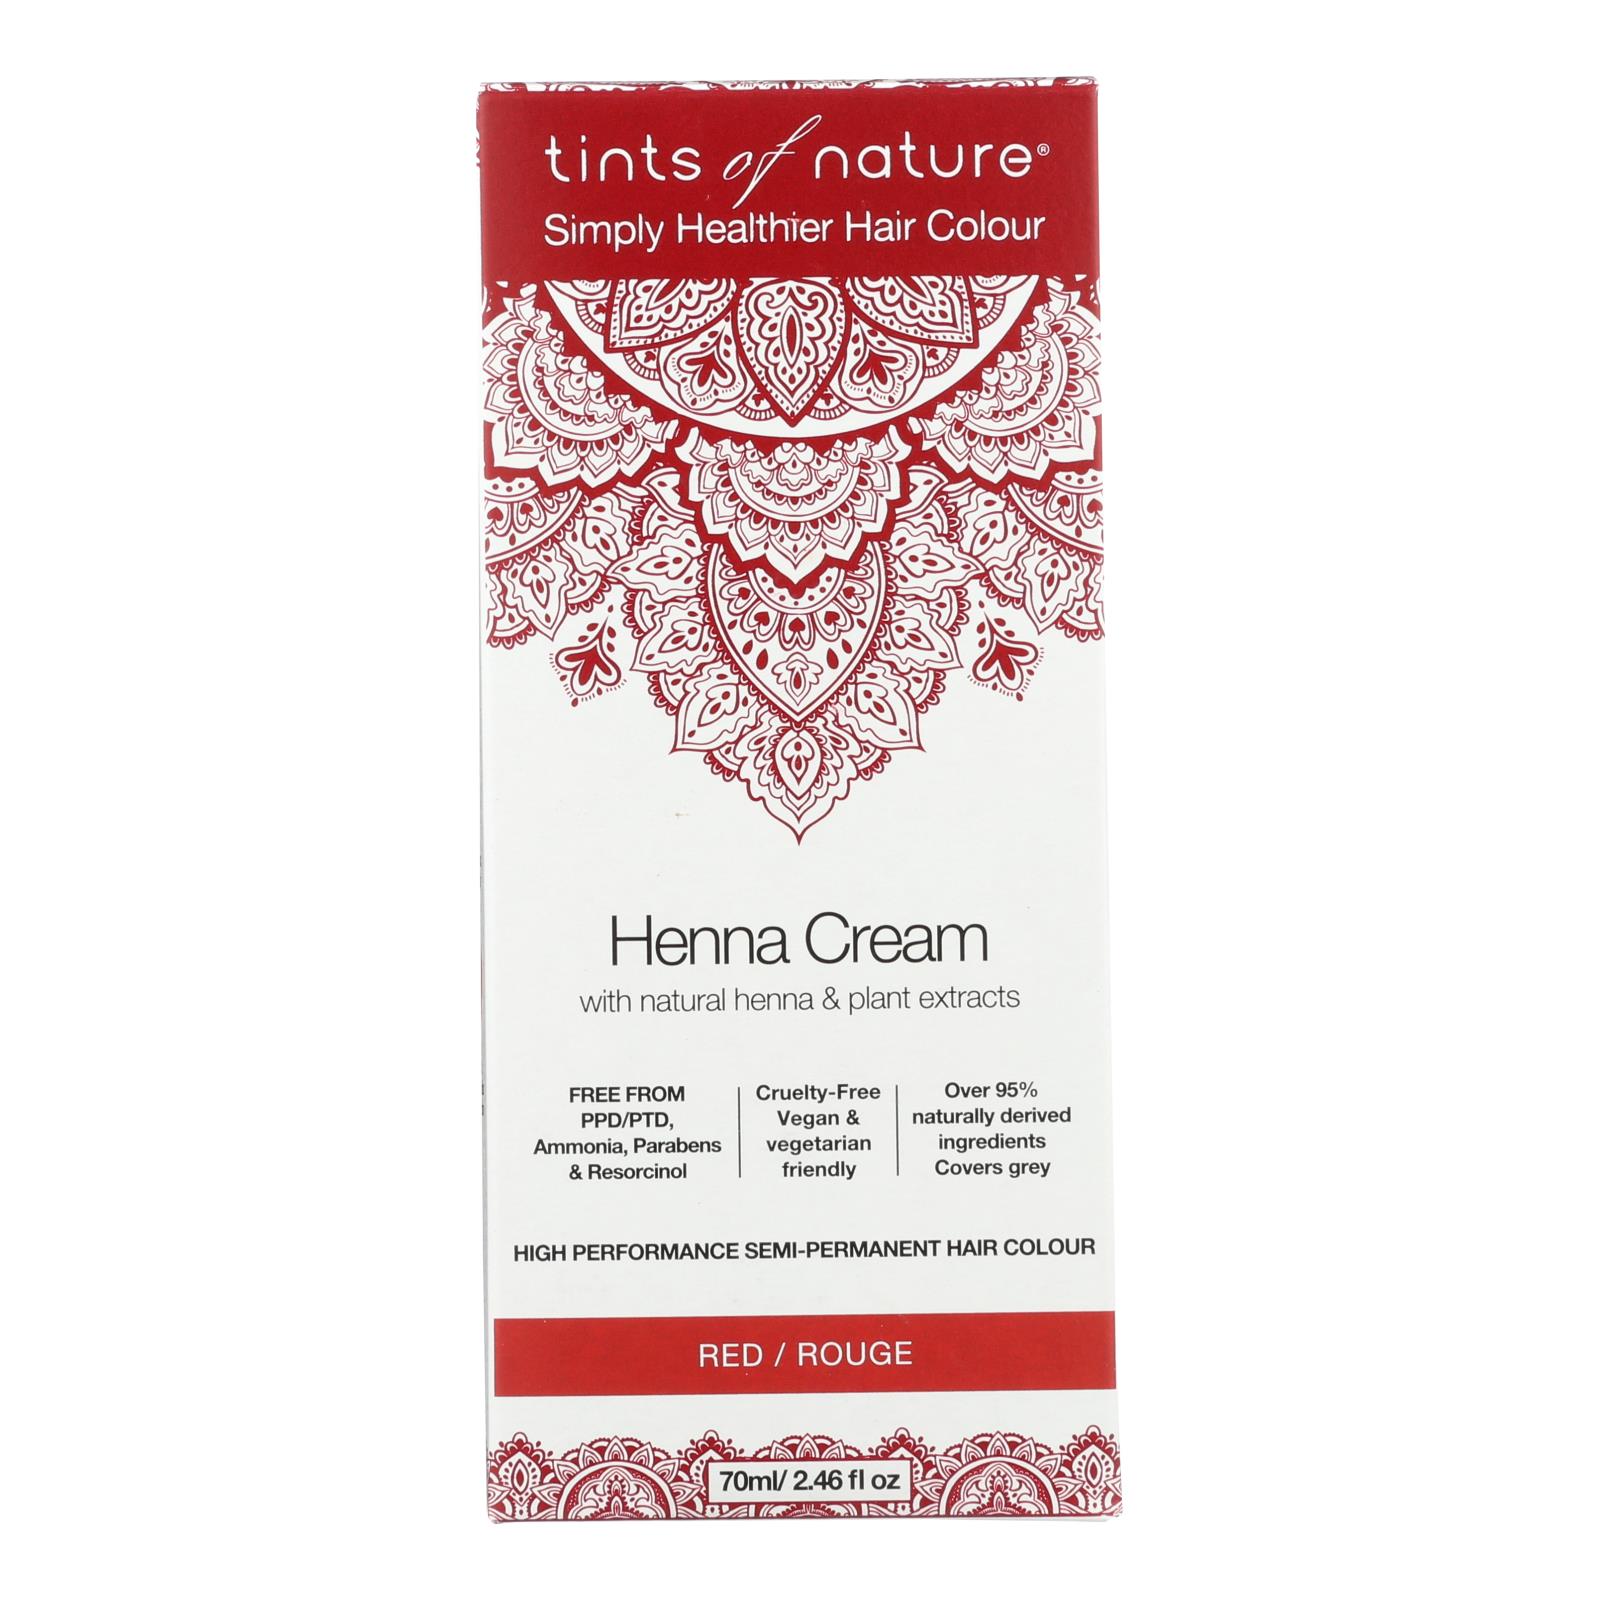 tints of nature®
Simply Healthier Hair Colour
Henna Cream
with natural henna & plant extracts
FREE FROM
PPD/PTD,
Ammonia, Parabens
& Resorcinol
Cruelty-Free
Vegan &
vegetarian
friendly
Over 95%
naturally derived
ingredients
Covers grey
HIGH PERFORMANCE SEMI-PERMANENT HAIR COLOUR
RED / ROUGE
70ml/ 2.46 fl oz